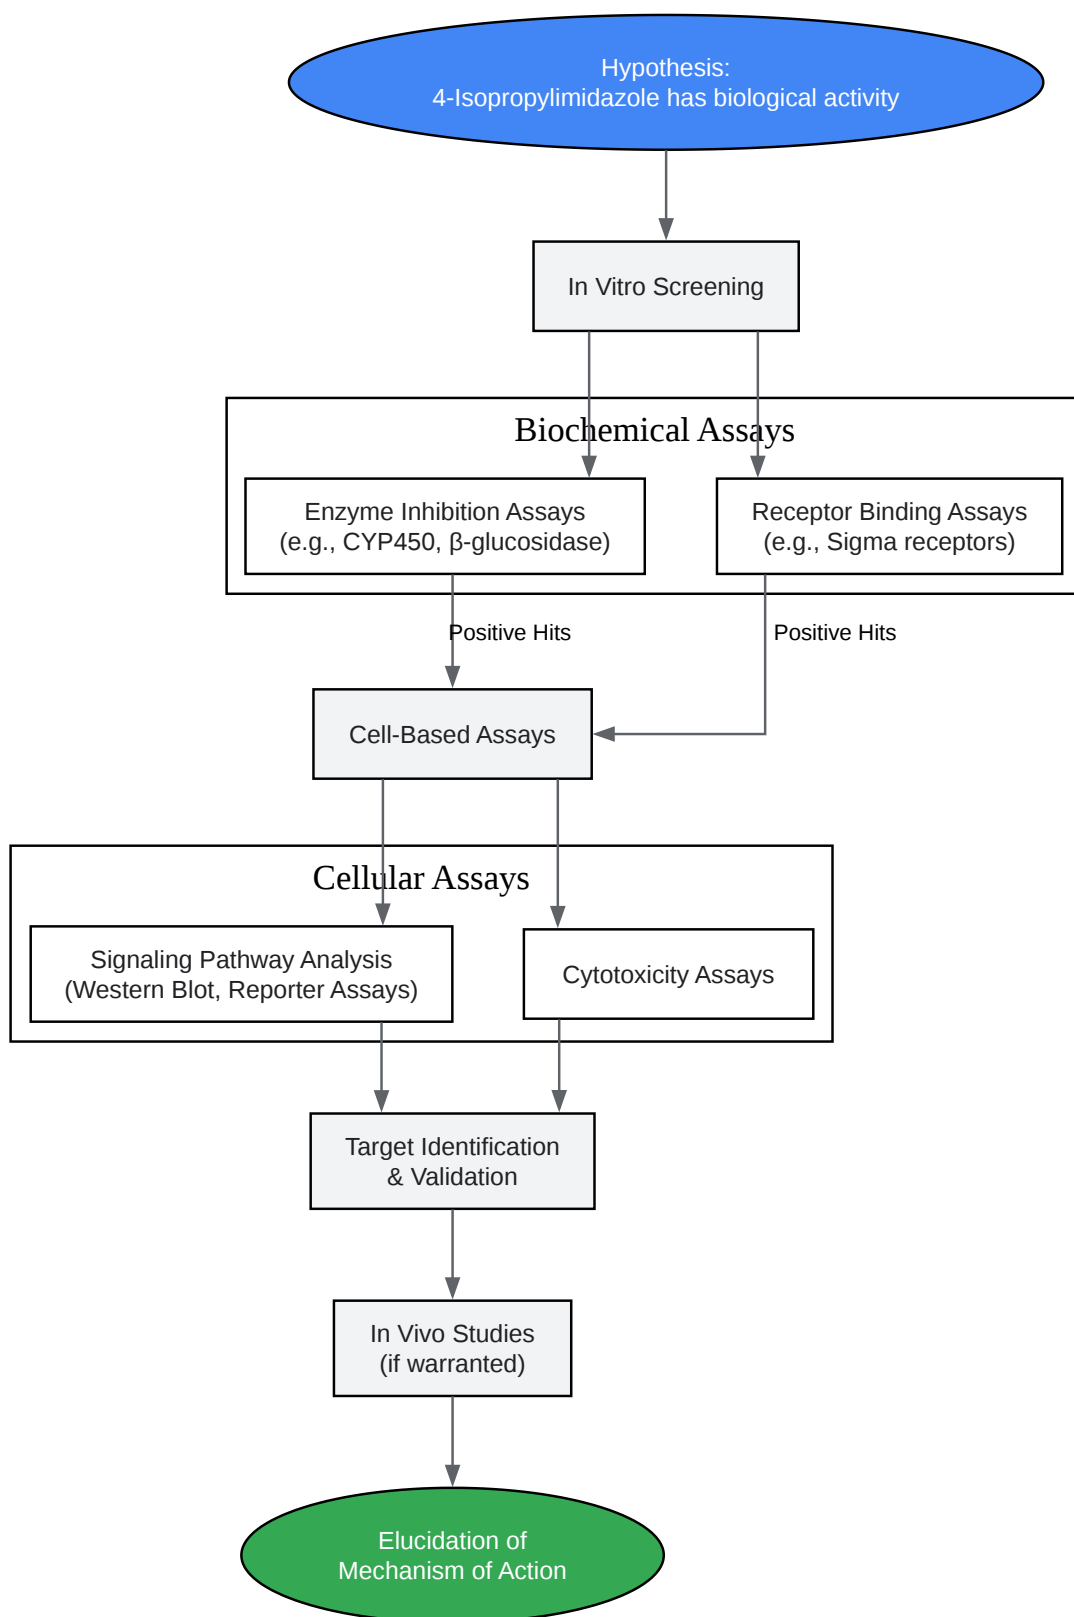 Hypothesis:
4-Isopropylimidazole has biological activity
In Vitro Screening
Biochemical Assays
Enzyme Inhibition Assays
(e.g., CYP450, β-glucosidase)
Receptor Binding Assays
(e.g., Sigma receptors)
Positive Hits
Positive Hits
Cell-Based Assays
Cellular Assays
Signaling Pathway Analysis
(Western Blot, Reporter Assays)
Cytotoxicity Assays
Target Identification
& Validation
In Vivo Studies
(if warranted)
Elucidation of
Mechanism of Action